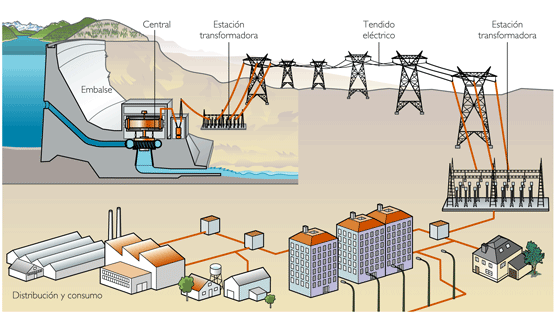 Central
Estación
transformadora
Tendido
eléctrico
Estación
transformadora
Embalse
Distribución y consumo